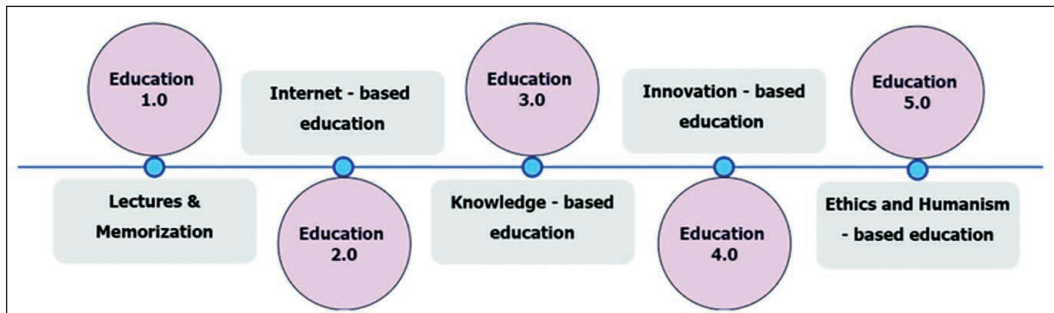 Education
1.0
Lectures &
Memorization
Internet - based
education
Education
2.0
Education
3.0
Knowledge - based
education
Innovation - based
education
Education
4.0
Education
5.0
Ethics and Humanism
- based education